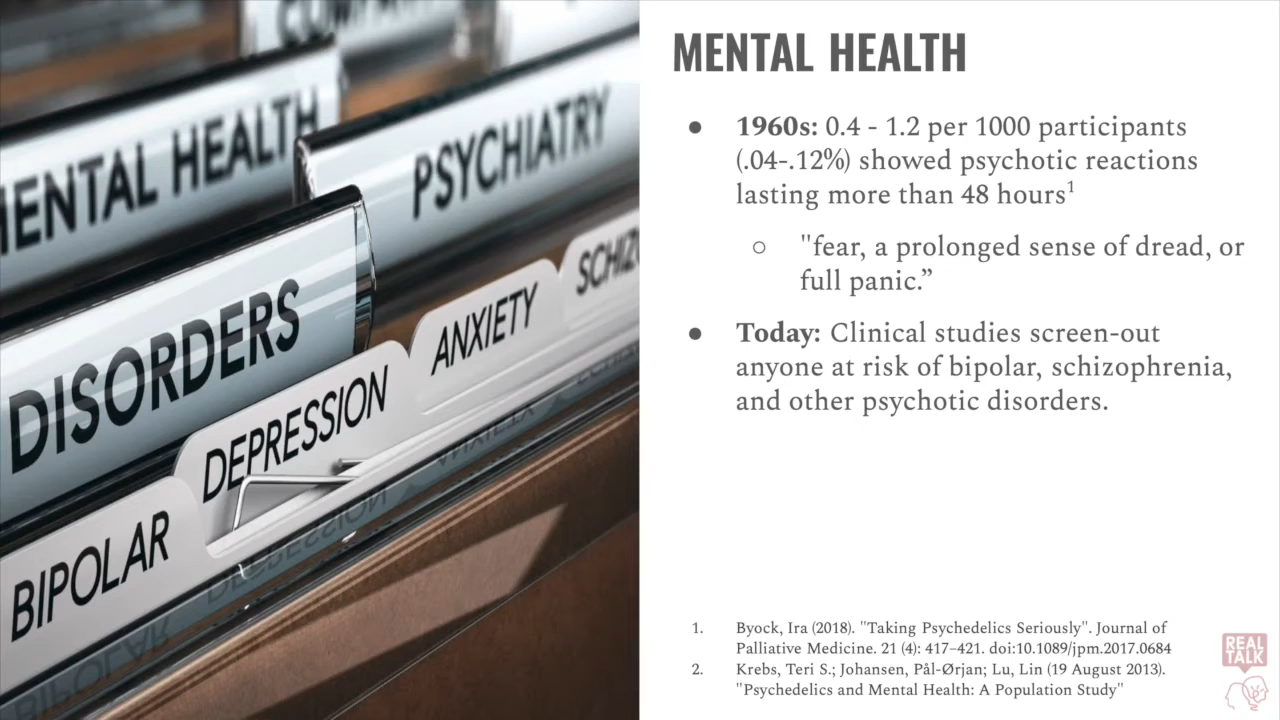 MENTAL HEALTH
PSYCHIATRY
DISORDERS
ANXIETY
DEPRESSION
BIPOLAR
MENTAL HEALTH
● 1960s: 0.4 - 1.2 per 1000 participants
(.04-.12%) showed psychotic reactions
lasting more than 48 hours¹
○ "fear, a prolonged sense of dread, or
full panic.”
● Today: Clinical studies screen-out
anyone at risk of bipolar, schizophrenia,
and other psychotic disorders.
1. Byock, Ira (2018). "Taking Psychedelics Seriously". Journal of
Palliative Medicine. 21 (4): 417–421. doi:10.1089/jpm.2017.0684
2. Krebs, Teri S.; Johansen, Pål-Ørjan; Lu, Lin (19 August 2013).
"Psychedelics and Mental Health: A Population Study"
REAL
TALK